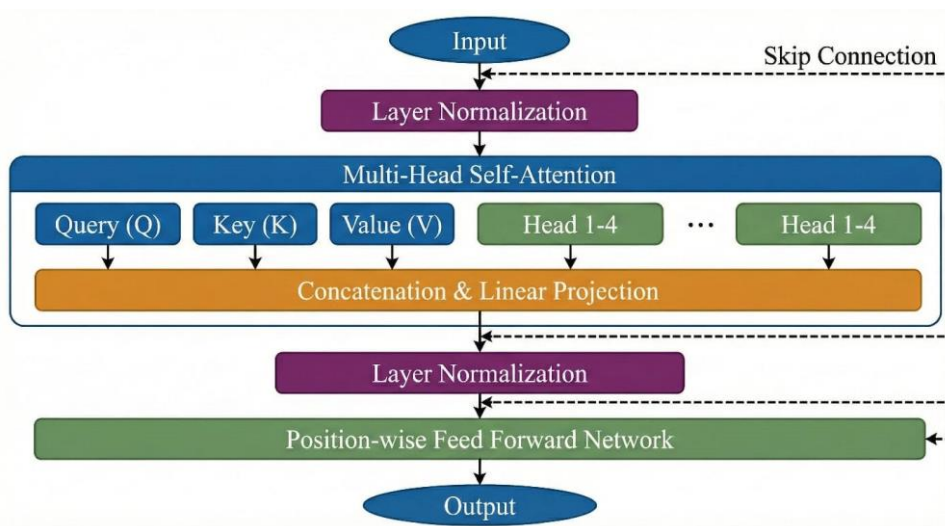 Input
Skip Connection
Layer Normalization
Multi-Head Self-Attention
Query (Q)
Key (K)
Value (V)
Head 1-4
...
Head 1-4
Concatenation & Linear Projection
Layer Normalization
Position-wise Feed Forward Network
Output